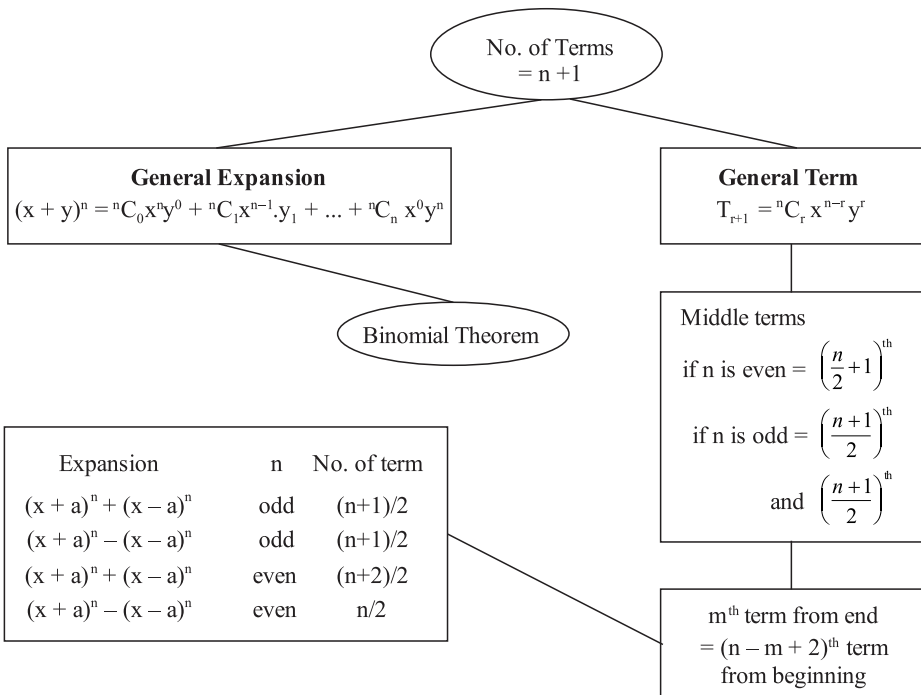 No. of Terms
= n +1
General Expansion
(x + y)ⁿ = ⁿC₀xⁿy⁰ + ⁿC₁xⁿ⁻¹.y₁ + ... + ⁿCₙ x⁰yⁿ
General Term
Tᵣ₊₁ = ⁿCᵣ xⁿ⁻ʳ yʳ
Binomial Theorem
Middle terms
if n is even = (n/2 +1)ᵗʰ
if n is odd = ((n+1)/2)ᵗʰ
and ((n+1)/2)ᵗʰ
Expansion n No. of term
(x + a)ⁿ + (x – a)ⁿ odd (n+1)/2
(x + a)ⁿ – (x – a)ⁿ odd (n+1)/2
(x + a)ⁿ + (x – a)ⁿ even (n+2)/2
(x + a)ⁿ – (x – a)ⁿ even n/2
mᵗʰ term from end
= (n – m + 2)ᵗʰ term
from beginning